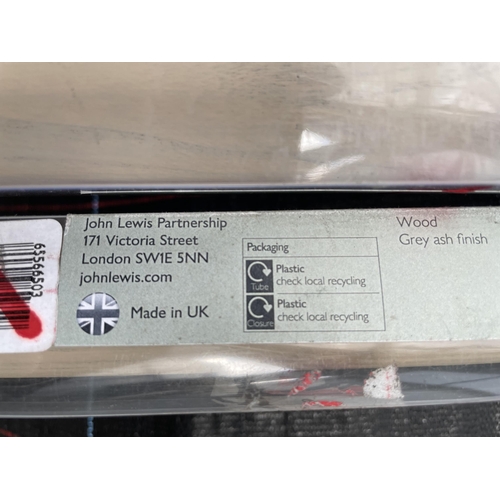 John Lewis Partnership
171 Victoria Street
London SW1E 5NN
johnlewis.com
Made in UK
Packaging
Tube
Plastic
check local recycling
Closure
Plastic
check local recycling
Wood
Grey ash finish
65566503